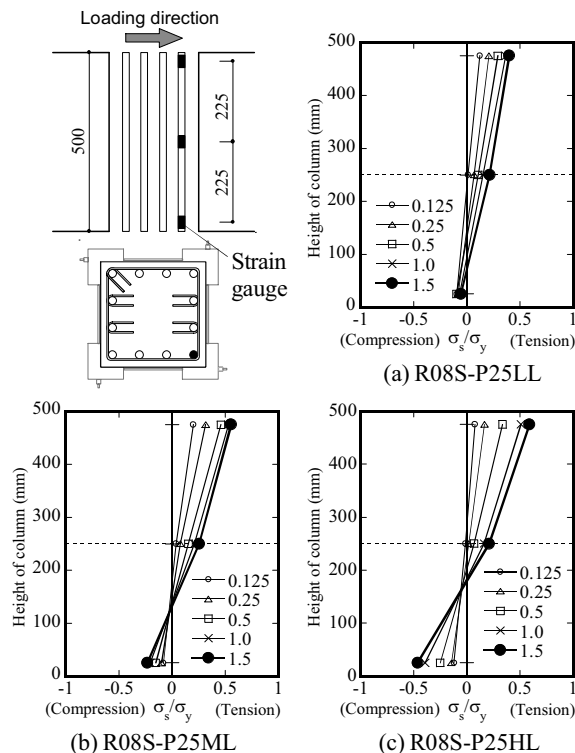 Loading direction
500
225
225
Strain
gauge
500
400
300
200
100
0
Height of column (mm)
0.125
0.25
0.5
1.0
1.5
-1 -0.5 0 0.5 1
(Compression) σs/σy (Tension)
(a) R08S-P25LL
500
400
300
200
100
0
Height of column (mm)
0.125
0.25
0.5
1.0
1.5
-1 -0.5 0 0.5 1
(Compression) σs/σy (Tension)
(b) R08S-P25ML
500
400
300
200
100
0
Height of column (mm)
0.125
0.25
0.5
1.0
1.5
-1 -0.5 0 0.5 1
(Compression) σs/σy (Tension)
(c) R08S-P25HL